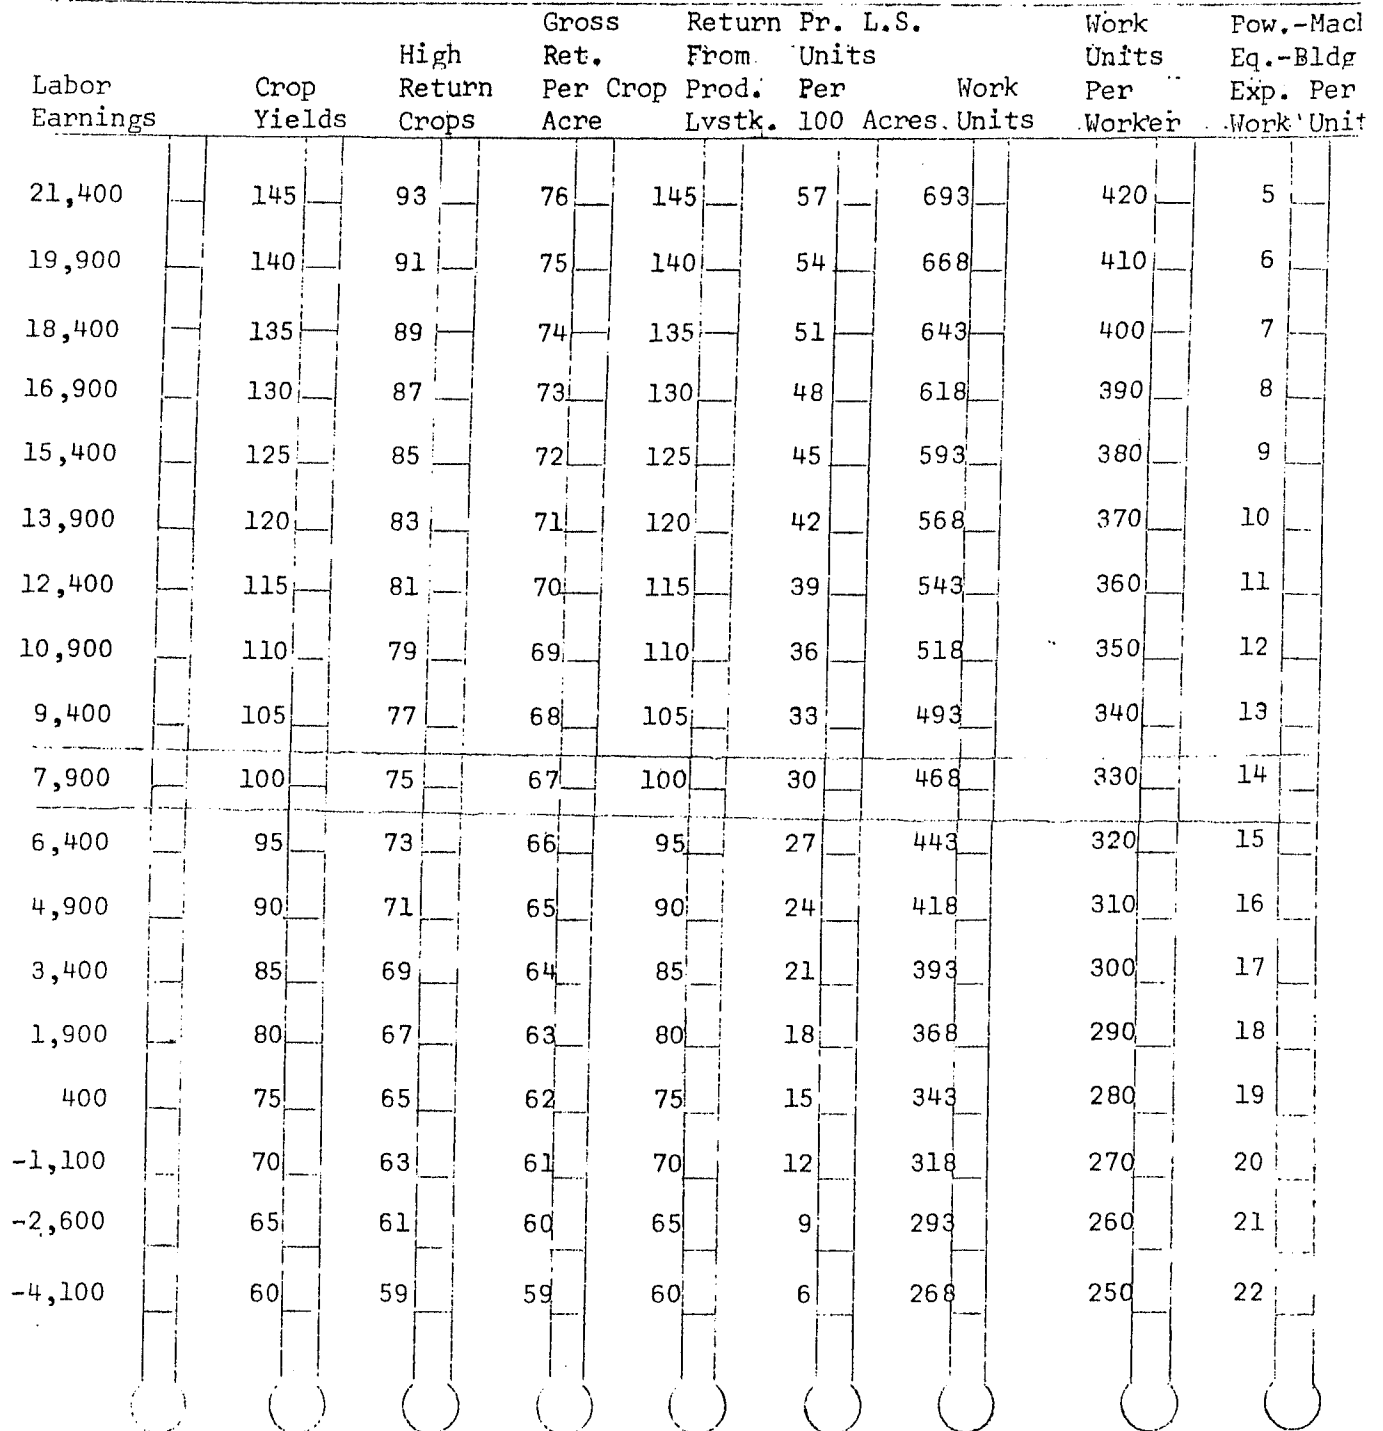 Gross Return Pr. L.S. Work Pow.-Mach
High Ret. From Units Units Eq.-Bldg
Labor Crop Return Per Crop Prod. Per Work Per Exp. Per
Earnings Yields Crops Acre Lvstk. 100 Acres Units Worker Work Unit
21,400 145 93 76 145 57 693 420 5
19,900 140 91 75 140 54 668 410 6
18,400 135 89 74 135 51 643 400 7
16,900 130 87 73 130 48 618 390 8
15,400 125 85 72 125 45 593 380 9
13,900 120 83 71 120 42 568 370 10
12,400 115 81 70 115 39 543 360 11
10,900 110 79 69 110 36 518 350 12
9,400 105 77 68 105 33 493 340 13
7,900 100 75 67 100 30 468 330 14
6,400 95 73 66 95 27 443 320 15
4,900 90 71 65 90 24 418 310 16
3,400 85 69 64 85 21 393 300 17
1,900 80 67 63 80 18 368 290 18
400 75 65 62 75 15 343 280 19
-1,100 70 63 61 70 12 318 270 20
-2,600 65 61 60 65 9 293 260 21
-4,100 60 59 59 60 6 268 250 22